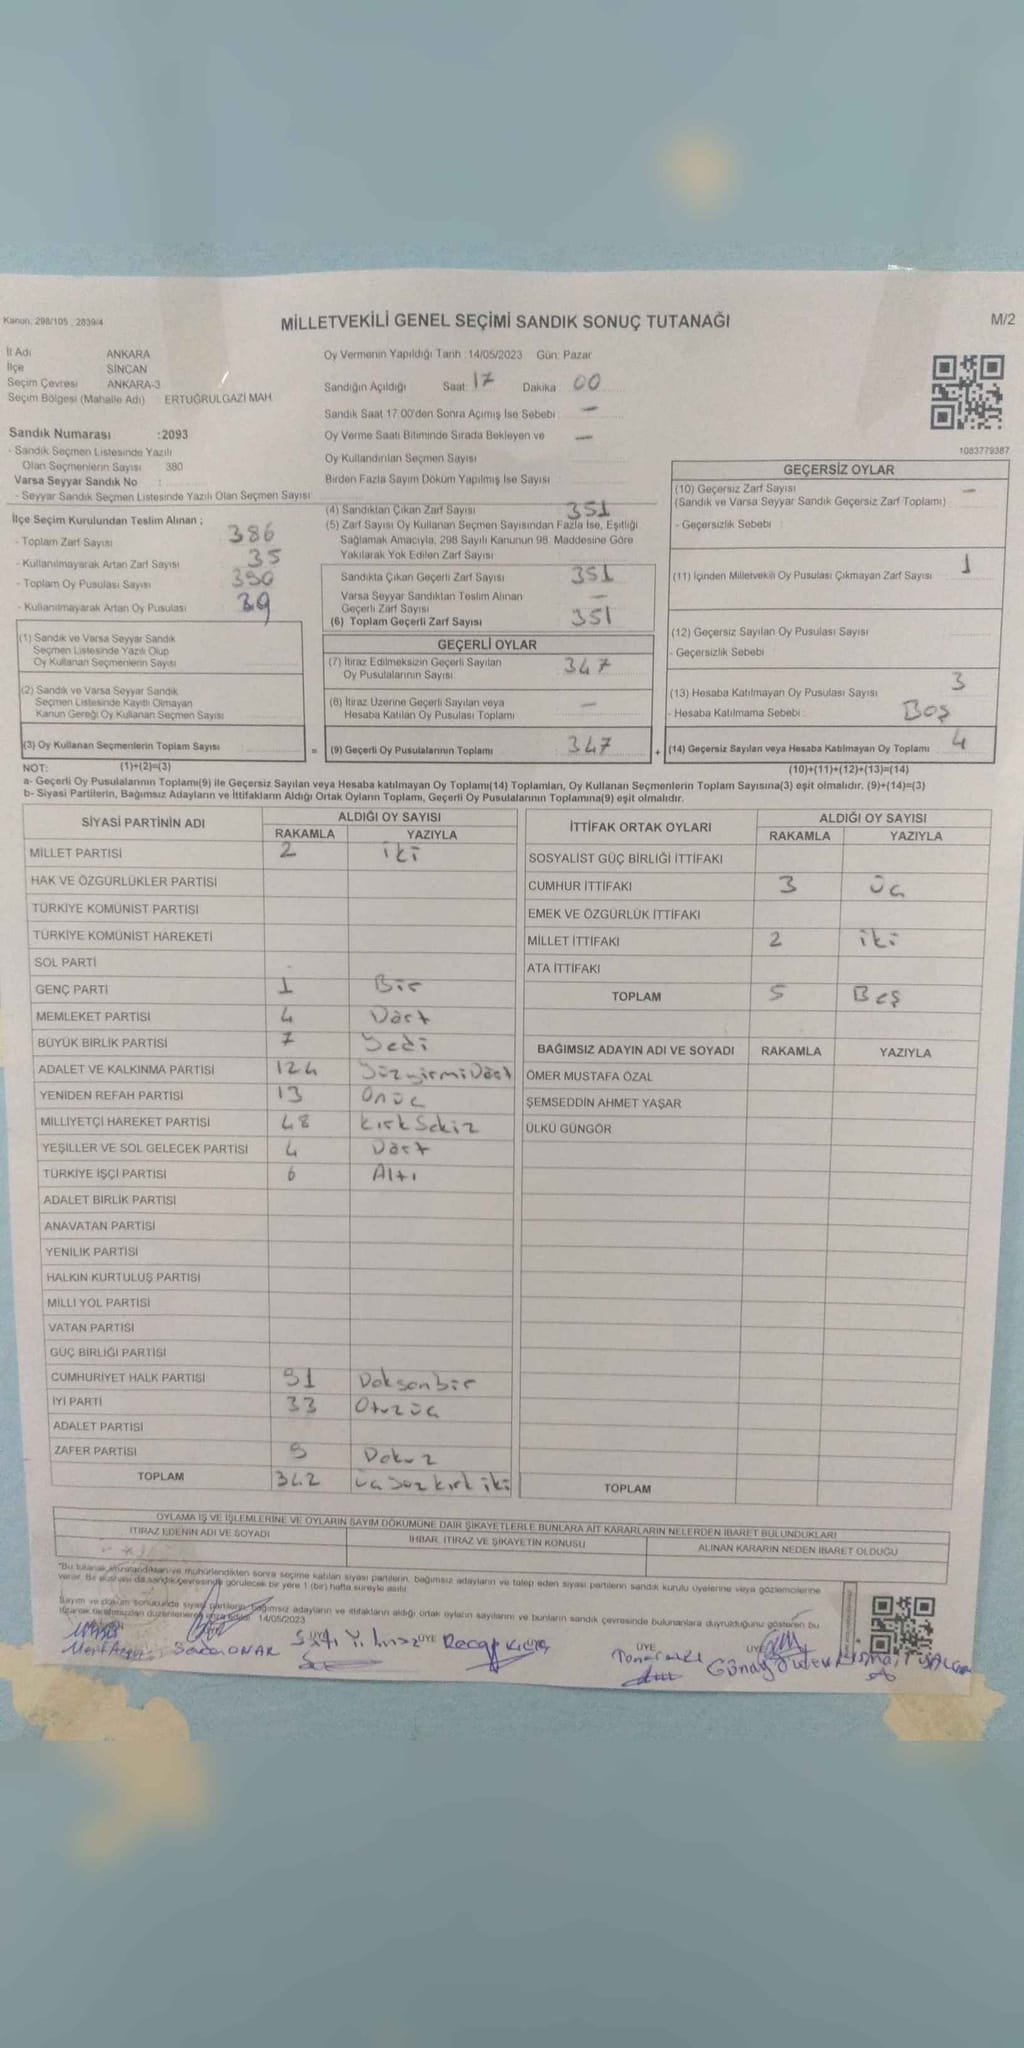 Kanun: 298/105 , 2839/4
MİLLETVEKİLİ GENEL SEÇİMİ SANDIK SONUÇ TUTANAĞI
M/2
İl Adı ANKARA
İlçe SİNCAN
Seçim Çevresi ANKARA-3
Seçim Bölgesi (Mahalle Adı) : ERTUĞRULGAZİ MAH.
Sandık Numarası :2093
- Sandık Seçmen Listesinde Yazılı
Olan Seçmenlerin Sayısı 380
Varsa Seyyar Sandık No :
- Seyyar Sandık Seçmen Listesinde Yazılı Olan Seçmen Sayısı
Oy Vermenin Yapıldığı Tarih :14/05/2023 Gün: Pazar
Sandığın Açıldığı Saat: 17 Dakika 00
Sandık Saat 17.00'den Sonra Açımış İse Sebebi : -
Oy Verme Saati Bitiminde Sırada Bekleyen ve -
Oy Kullandırılan Seçmen Sayısı
Birden Fazla Sayım Döküm Yapılmış İse Sayısı
1083779387
İlçe Seçim Kurulundan Teslim Alınan ;
- Toplam Zarf Sayısı 386
- Kullanılmayarak Artan Zarf Sayısı 35
- Toplam Oy Pusulası Sayısı 390
- Kullanılmayarak Artan Oy Pusulası 39
(1) Sandık ve Varsa Seyyar Sandık
Seçmen Listesinde Yazılı Olup
Oy Kullanan Seçmenlerin Sayısı
(2) Sandık ve Varsa Seyyar Sandık
Seçmen Listesinde Kayıtlı Olmayan
Kanun Gereği Oy Kullanan Seçmen Sayısı
(3) Oy Kullanan Seçmenlerin Toplam Sayısı
(4) Sandıktan Çıkan Zarf Sayısı 351
(5) Zarf Sayısı Oy Kullanan Seçmen Sayısından Fazla İse, Eşitliği
Sağlamak Amacıyla, 298 Sayılı Kanunun 98. Maddesine Göre
Yakılarak Yok Edilen Zarf Sayısı
Sandıkta Çıkan Geçerli Zarf Sayısı 351
Varsa Seyyar Sandıktan Teslim Alınan -
Geçerli Zarf Sayısı
(6) Toplam Geçerli Zarf Sayısı 351
GEÇERLİ OYLAR
(7) İtiraz Edilmeksizin Geçerli Sayılan 347
Oy Pusulalarının Sayısı
(8) İtiraz Üzerine Geçerli Sayılan veya -
Hesaba Katılan Oy Pusulası Toplamı
= (9) Geçerli Oy Pusulalarının Toplamı 347
GEÇERSİZ OYLAR
(10) Geçersiz Zarf Sayısı -
(Sandık ve Varsa Seyyar Sandık Geçersiz Zarf Toplamı)
- Geçersizlik Sebebi :
(11) İçinden Milletvekili Oy Pusulası Çıkmayan Zarf Sayısı 1
(12) Geçersiz Sayılan Oy Pusulası Sayısı
- Geçersizlik Sebebi
(13) Hesaba Katılmayan Oy Pusulası Sayısı 3
- Hesaba Katılmama Sebebi : Boş
+ (14) Geçersiz Sayılan veya Hesaba Katılmayan Oy Toplamı 4
NOT: (1)+(2)=(3)
(10)+(11)+(12)+(13)=(14)
a- Geçerli Oy Pusulalarının Toplamı(9) ile Geçersiz Sayılan veya Hesaba katılmayan Oy Toplamı(14) Toplamları, Oy Kullanan Seçmenlerin Toplam Sayısına(3) eşit olmalıdır. (9)+(14)=(3)
b- Siyasi Partilerin, Bağımsız Adayların ve İttifakların Aldığı Ortak Oyların Toplamı, Geçerli Oy Pusulalarının Toplamına(9) eşit olmalıdır.
SİYASİ PARTİNİN ADI
ALDIĞI OY SAYISI
RAKAMLA YAZIYLA
MİLLET PARTİSİ 2 iki
HAK VE ÖZGÜRLÜKLER PARTİSİ
TÜRKİYE KOMÜNİST PARTİSİ
TÜRKİYE KOMÜNİST HAREKETİ
SOL PARTİ
GENÇ PARTİ 1 Bir
MEMLEKET PARTİSİ 4 Dört
BÜYÜK BİRLİK PARTİSİ 7 Yedi
ADALET VE KALKINMA PARTİSİ 124 YüzyirmiDört
YENİDEN REFAH PARTİSİ 13 Onüç
MİLLİYETÇİ HAREKET PARTİSİ 48 KırkSekiz
YEŞİLLER VE SOL GELECEK PARTİSİ 4 Dört
TÜRKİYE İŞÇİ PARTİSİ 6 Altı
ADALET BİRLİK PARTİSİ
ANAVATAN PARTİSİ
YENİLİK PARTİSİ
HALKIN KURTULUŞ PARTİSİ
MİLLİ YOL PARTİSİ
VATAN PARTİSİ
GÜÇ BİRLİĞİ PARTİSİ
CUMHURİYET HALK PARTİSİ 91 Doksanbir
İYİ PARTİ 33 Otuzüç
ADALET PARTİSİ
ZAFER PARTİSİ 9 Dokuz
TOPLAM 342 üçyüzkırkiki
İTTİFAK ORTAK OYLARI
ALDIĞI OY SAYISI
RAKAMLA YAZIYLA
SOSYALİST GÜÇ BİRLİĞİ İTTİFAKI
CUMHUR İTTİFAKI 3 üç
EMEK VE ÖZGÜRLÜK İTTİFAKI
MİLLET İTTİFAKI 2 iki
ATA İTTİFAKI
TOPLAM 5 Beş
BAĞIMSIZ ADAYIN ADI VE SOYADI RAKAMLA YAZIYLA
ÖMER MUSTAFA ÖZAL
ŞEMSEDDİN AHMET YAŞAR
ÜLKÜ GÜNGÖR
TOPLAM
OYLAMA İŞ VE İŞLEMLERİNE VE OYLARIN SAYIM DÖKÜMÜNE DAİR ŞİKAYETLERLE BUNLARA AİT KARARLARIN NELERDEN İBARET BULUNDUKLARI
İTİRAZ EDENİN ADI VE SOYADI İHBAR, İTİRAZ VE ŞİKAYETİN KONUSU ALINAN KARARIN NEDEN İBARET OLDUĞU
*Bu tutanak imzalandıktan ve mühürlendikten sonra seçime katılan siyasi partilerin, bağımsız adayların ve talep eden siyasi partilerin sandık kurulu üyelerine veya gözlemcilerine
verilir. Bir nüshası da sandık çevresinde görülecek bir yere 1 (bir) hafta süreyle asılır.
Sayım ve döküm sonucunda siyasi partilerin, bağımsız adayların ve ittifakların aldığı ortak oyların sayılarını ve bunların sandık çevresinde bulunanlara duyrulduğunu gösteren bu
tutanak tarafımızdan düzenlenerek imza edildi. 14/05/2023
ÜYE ÜYE ÜYE ÜYE
ONAR Recep Günay